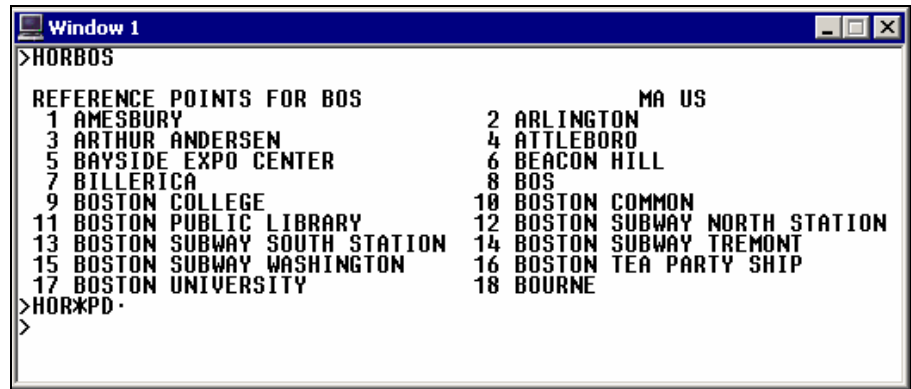 Window 1
>HORBOS
REFERENCE POINTS FOR BOS MA US
1 AMESBURY 2 ARLINGTON
3 ARTHUR ANDERSEN 4 ATTLEBORO
5 BAYSIDE EXPO CENTER 6 BEACON HILL
7 BILLERICA 8 BOS
9 BOSTON COLLEGE 10 BOSTON COMMON
11 BOSTON PUBLIC LIBRARY 12 BOSTON SUBWAY NORTH STATION
13 BOSTON SUBWAY SOUTH STATION 14 BOSTON SUBWAY TREMONT
15 BOSTON SUBWAY WASHINGTON 16 BOSTON TEA PARTY SHIP
17 BOSTON UNIVERSITY 18 BOURNE
>HOR*PD·
>